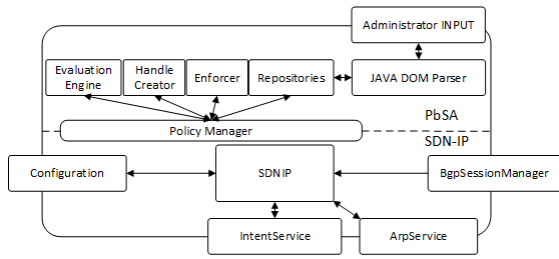 Administrator INPUT
Evaluation
Engine
Handle
Creator
Enforcer
Repositories
JAVA DOM Parser
PbSA
Policy Manager
SDN-IP
Configuration
SDNIP
BgpSessionManager
IntentService
ArpService